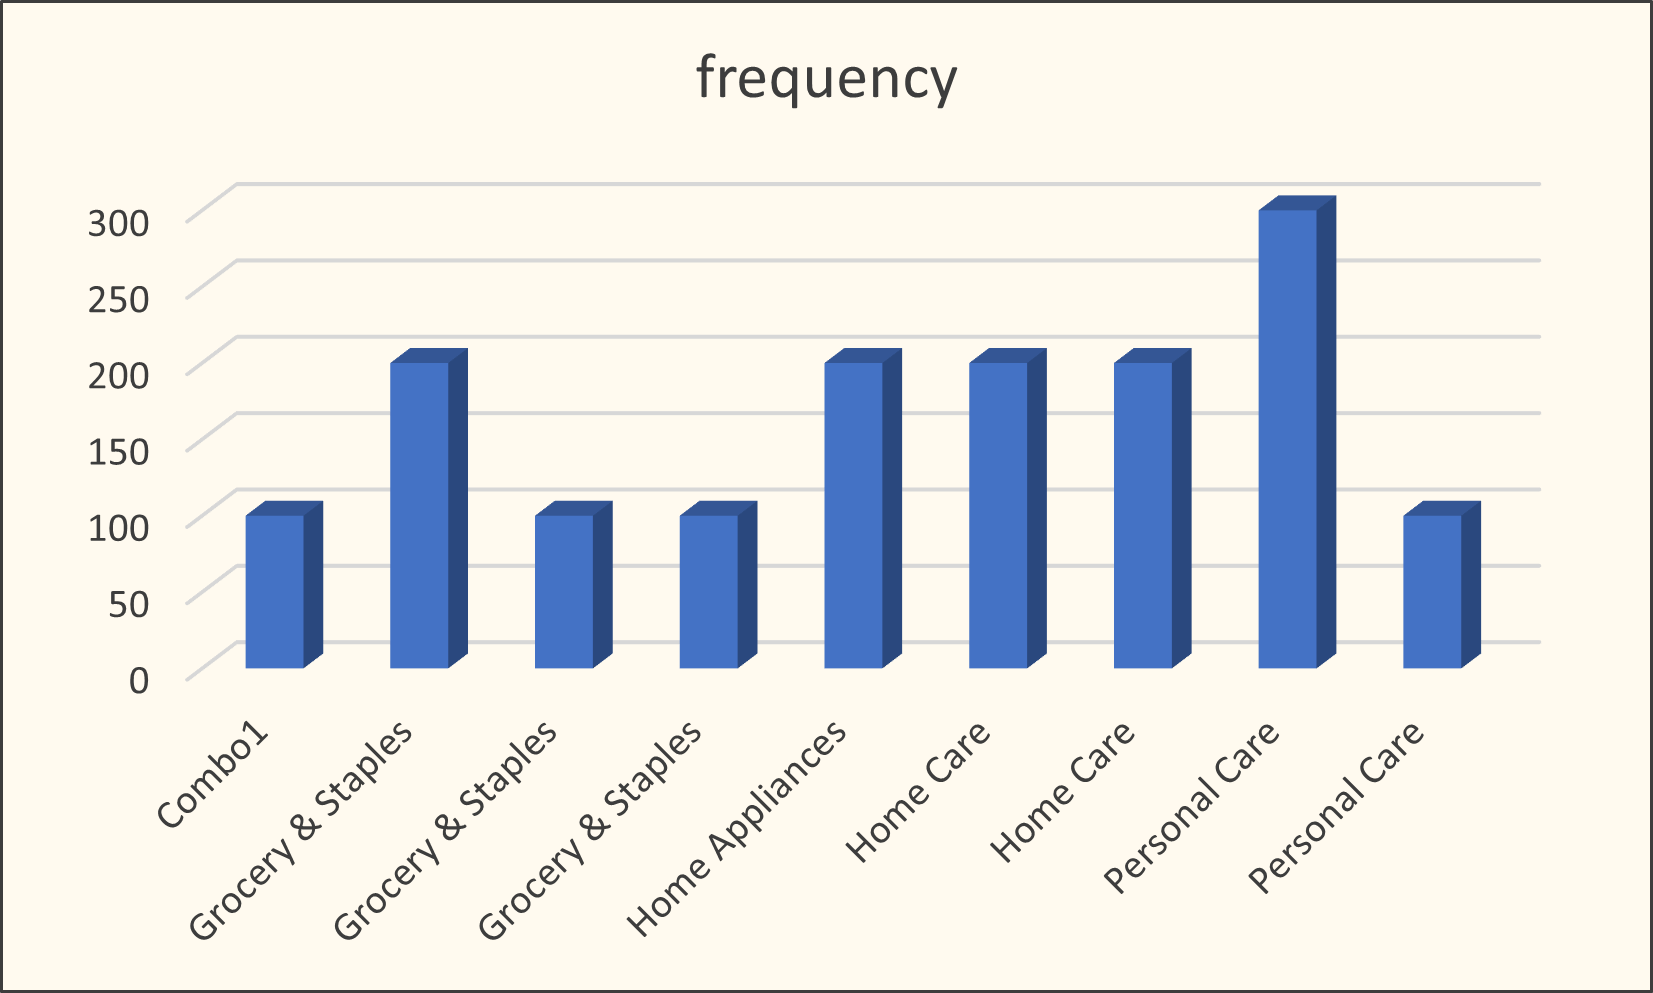 frequency
300
250
200
150
100
50
0
Combo1
Grocery & Staples
Grocery & Staples
Grocery & Staples
Home Appliances
Home Care
Home Care
Personal Care
Personal Care